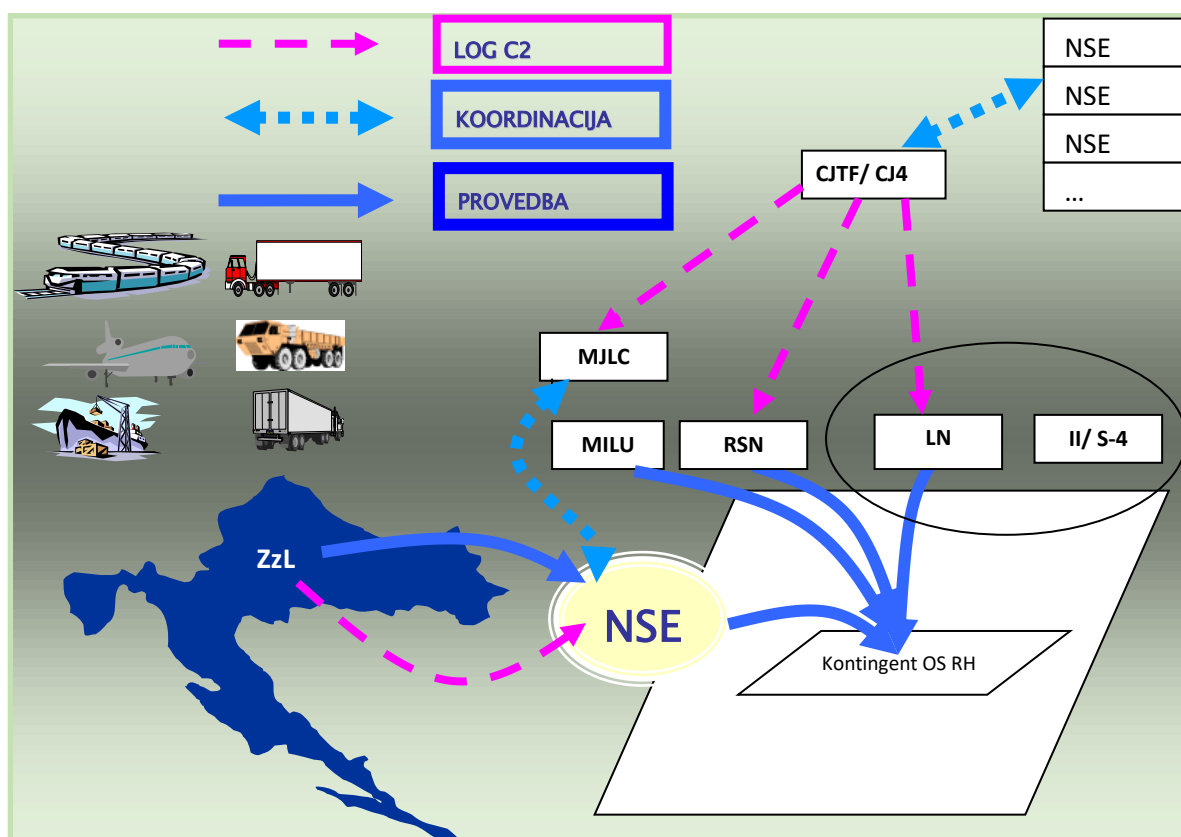 LOG C2
KOORDINACIJA
PROVEDBA
NSE
NSE
NSE
...
CJTF/ CJ4
MJLC
MILU
RSN
LN
II/ S-4
ZzL
NSE
Kontingent OS RH